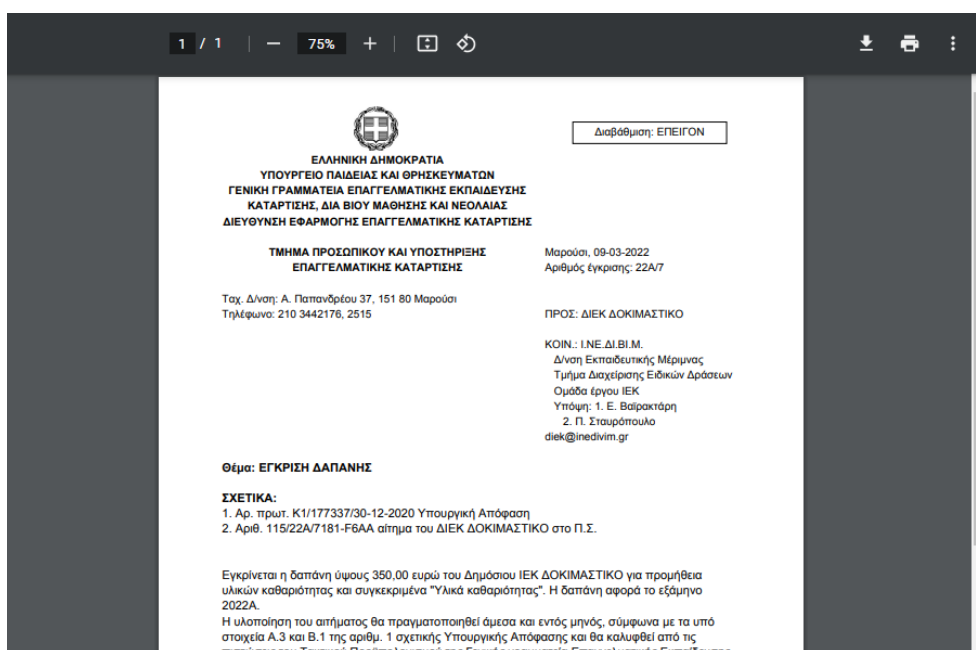 1 / 1 — 75% +
Διαβάθμιση: ΕΠΕΙΓΟΝ
ΕΛΛΗΝΙΚΗ ΔΗΜΟΚΡΑΤΙΑ
ΥΠΟΥΡΓΕΙΟ ΠΑΙΔΕΙΑΣ ΚΑΙ ΘΡΗΣΚΕΥΜΑΤΩΝ
ΓΕΝΙΚΗ ΓΡΑΜΜΑΤΕΙΑ ΕΠΑΓΓΕΛΜΑΤΙΚΗΣ ΕΚΠΑΙΔΕΥΣΗΣ
ΚΑΤΑΡΤΙΣΗΣ, ΔΙΑ ΒΙΟΥ ΜΑΘΗΣΗΣ ΚΑΙ ΝΕΟΛΑΙΑΣ
ΔΙΕΥΘΥΝΣΗ ΕΦΑΡΜΟΓΗΣ ΕΠΑΓΓΕΛΜΑΤΙΚΗΣ ΚΑΤΑΡΤΙΣΗΣ
ΤΜΗΜΑ ΠΡΟΣΩΠΙΚΟΥ ΚΑΙ ΥΠΟΣΤΗΡΙΞΗΣ
ΕΠΑΓΓΕΛΜΑΤΙΚΗΣ ΚΑΤΑΡΤΙΣΗΣ
Μαρούσι, 09-03-2022
Αριθμός έγκρισης: 22Α/7
Ταχ. Δ/νση: Α. Παπανδρέου 37, 151 80 Μαρούσι
Τηλέφωνο: 210 3442176, 2515
ΠΡΟΣ: ΔΙΕΚ ΔΟΚΙΜΑΣΤΙΚΟ
ΚΟΙΝ.: Ι.ΝΕ.ΔΙ.ΒΙ.Μ.
Δ/νση Εκπαιδευτικής Μέριμνας
Τμήμα Διαχείρισης Ειδικών Δράσεων
Ομάδα έργου ΙΕΚ
Υπόψη: 1. Ε. Βαϊρακτάρη
2. Π. Σταυρόπουλο
diek@inedivim.gr
Θέμα: ΕΓΚΡΙΣΗ ΔΑΠΑΝΗΣ
ΣΧΕΤΙΚΑ:
1. Αρ. πρωτ. Κ1/177337/30-12-2020 Υπουργική Απόφαση
2. Αριθ. 115/22Α/7181-F6AA αίτημα του ΔΙΕΚ ΔΟΚΙΜΑΣΤΙΚΟ στο Π.Σ.
Εγκρίνεται η δαπάνη ύψους 350,00 ευρώ του Δημόσιου ΙΕΚ ΔΟΚΙΜΑΣΤΙΚΟ για προμήθεια
υλικών καθαριότητας και συγκεκριμένα "Υλικά καθαριότητας". Η δαπάνη αφορά το εξάμηνο
2022Α.
Η υλοποίηση του αιτήματος θα πραγματοποιηθεί άμεσα και εντός μηνός, σύμφωνα με τα υπό
στοιχεία Α.3 και Β.1 της αριθμ. 1 σχετικής Υπουργικής Απόφασης και θα καλυφθεί από τις